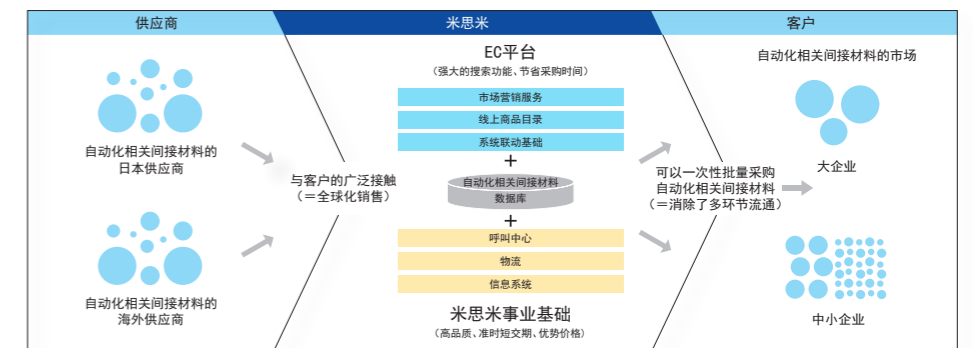 供应商
米思米
客户
自动化相关间接材料的
日本供应商
自动化相关间接材料的
海外供应商
与客户的广泛接触
（＝全球化销售）
EC平台
（强大的搜索功能、节省采购时间）
市场营销服务
线上商品目录
系统联动基础
+
自动化相关间接材料
数据库
+
呼叫中心
物流
信息系统
米思米事业基础
（高品质、准时短交期、优势价格）
可以一次性批量采购
自动化相关间接材料
（＝消除了多环节流通）
自动化相关间接材料的市场
大企业
中小企业